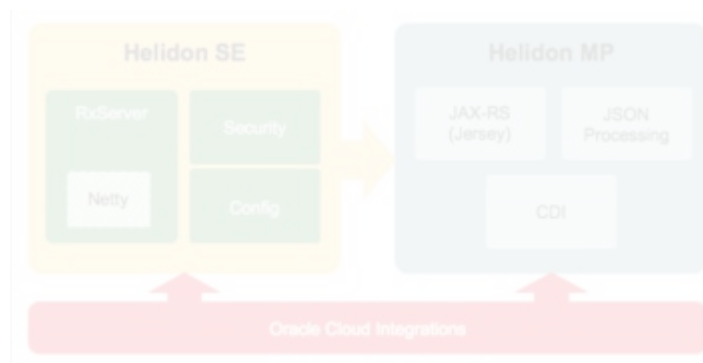 Helidon SE
Helidon MP
RxServer
Security
Netty
Config
JAX-RS
(Jersey)
JSON
Processing
CDI
Oracle Cloud Integrations